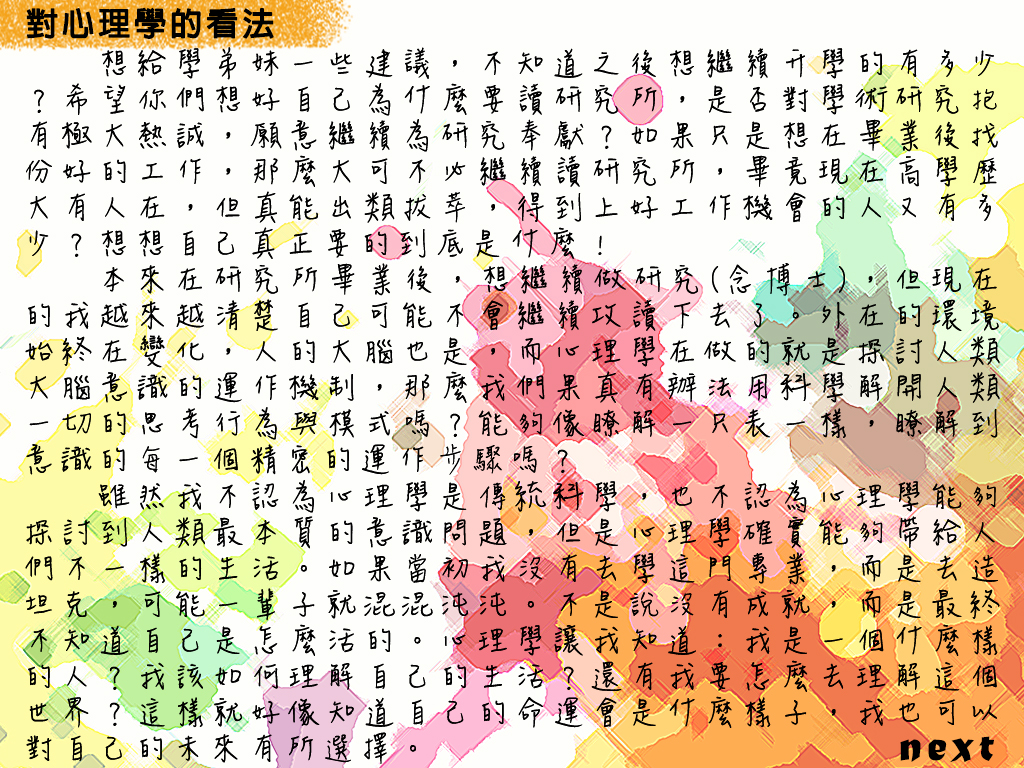 對心理學的看法
想給學弟妹一些建議，不知道之後想繼續升學的有多少
？希望你們想好自己為什麼要讀研究所，是否對學術研究抱
有極大熱誠，願意繼續為研究奉獻？如果只是想在畢業後找
份好的工作，那麼大可不必繼續讀研究所，畢竟現在高學歷
大有人在，但真能出類拔萃，得到上好工作機會的人又有多
少？想想自己真正要的到底是什麼！
本來在研究所畢業後，想繼續做研究(念博士)，但現在
的我越來越清楚自己可能不會繼續攻讀下去了。外在的環境
始終在變化，人的大腦也是，而心理學在做的就是探討人類
大腦意識的運作機制，那麼我們果真有辦法用科學解開人類
一切的思考行為與模式嗎？能夠像瞭解一只表一樣，瞭解到
意識的每一個精密的運作步驟嗎？
雖然我不認為心理學是傳統科學，也不認為心理學能夠
探討到人類最本質的意識問題，但是心理學確實能夠帶給人
們不一樣的生活。如果當初我沒有去學這門專業，而是去造
坦克，可能一輩子就混混沌沌。不是說沒有成就，而是最終
不知道自己是怎麼活的。心理學讓我知道：我是一個什麼樣
的人？我該如何理解自己的生活？還有我要怎麼去理解這個
世界？這樣就好像知道自己的命運會是什麼樣子，我也可以
對自己的未來有所選擇。
next